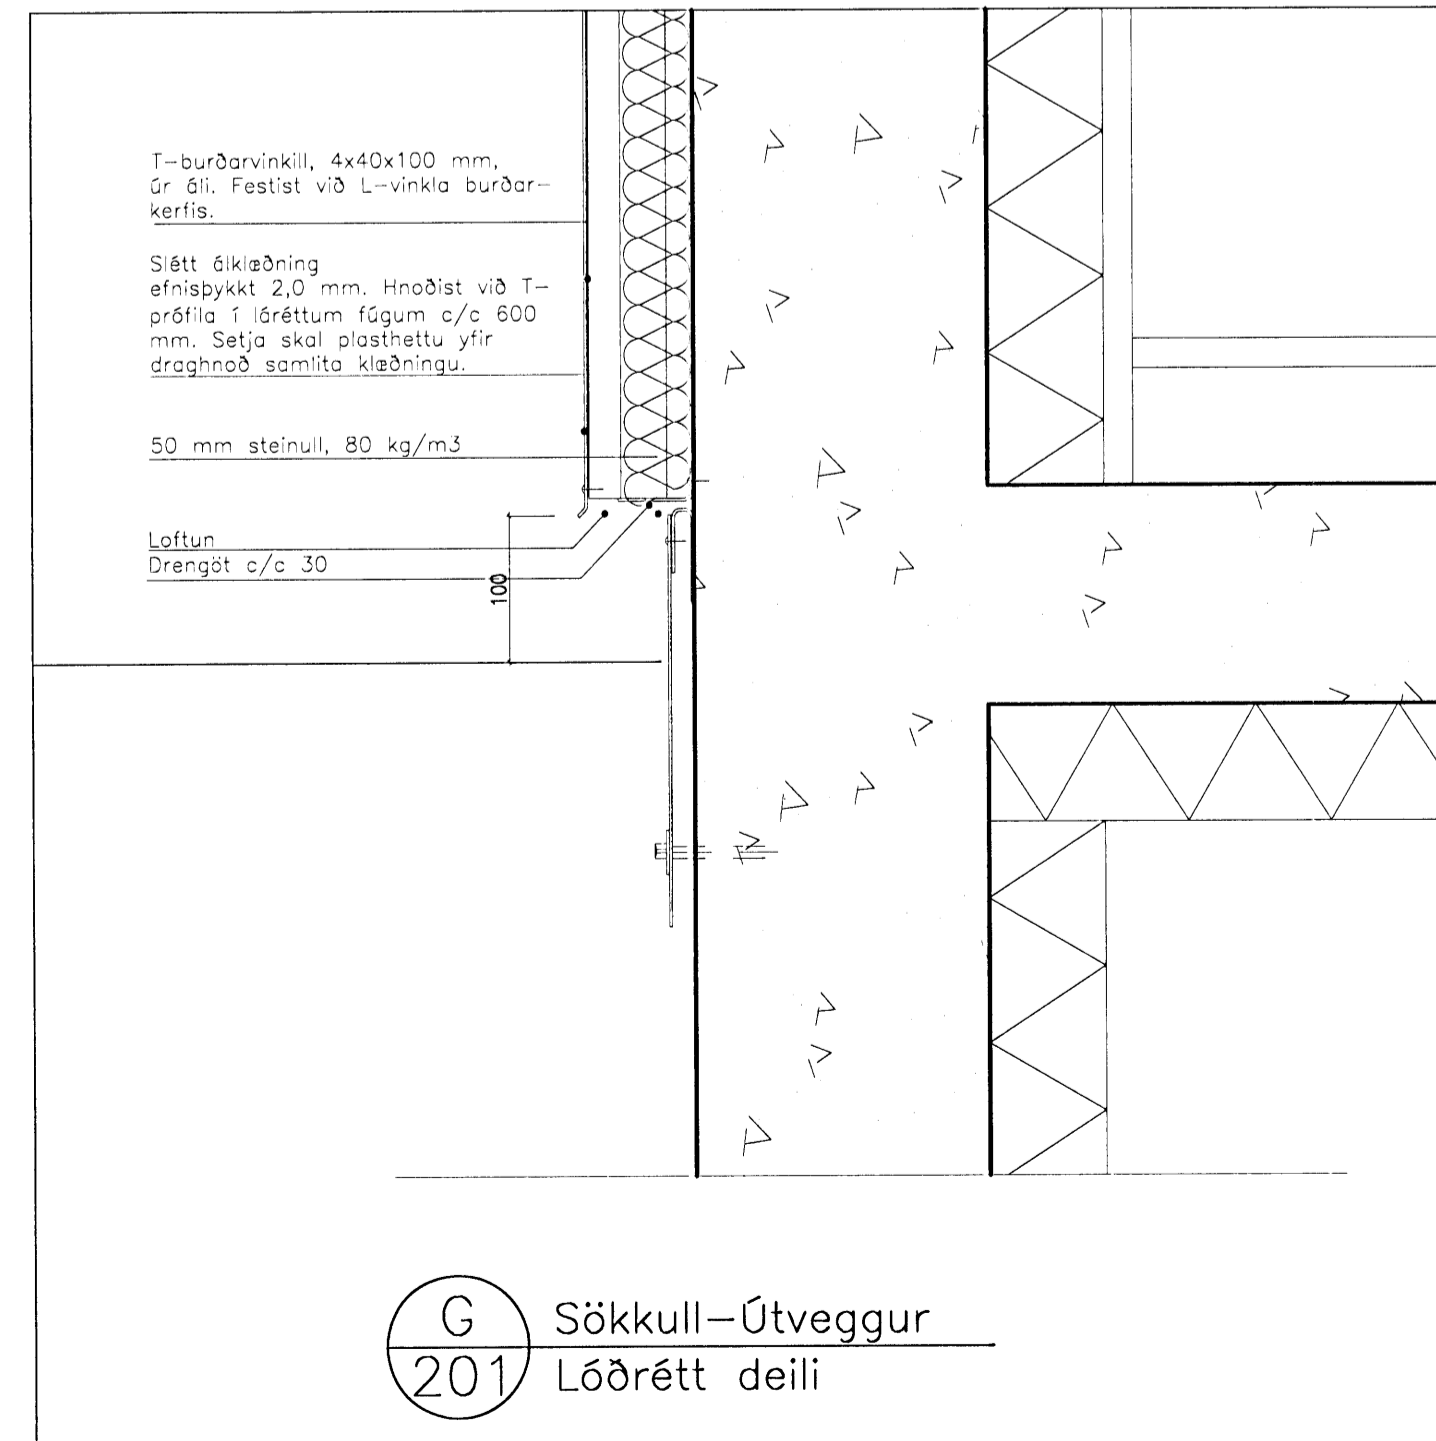 T-burðarvinkill, 4x40x100 mm,
úr áli. Festist við L-vinkla burðar-
kerfis.
Slétt álklæðning
efnisþykkt 2,0 mm. Hnoðist við T-
prófíla í láréttum fúgum c/c 600
mm. Setja skal plasthettu yfir
draghnoð samlita klæðningu.
50 mm steinull, 80 kg/m3
Loftun
Drengöt c/c 30
100
G
201
Sökkull-Útveggur
Lóðrétt deili